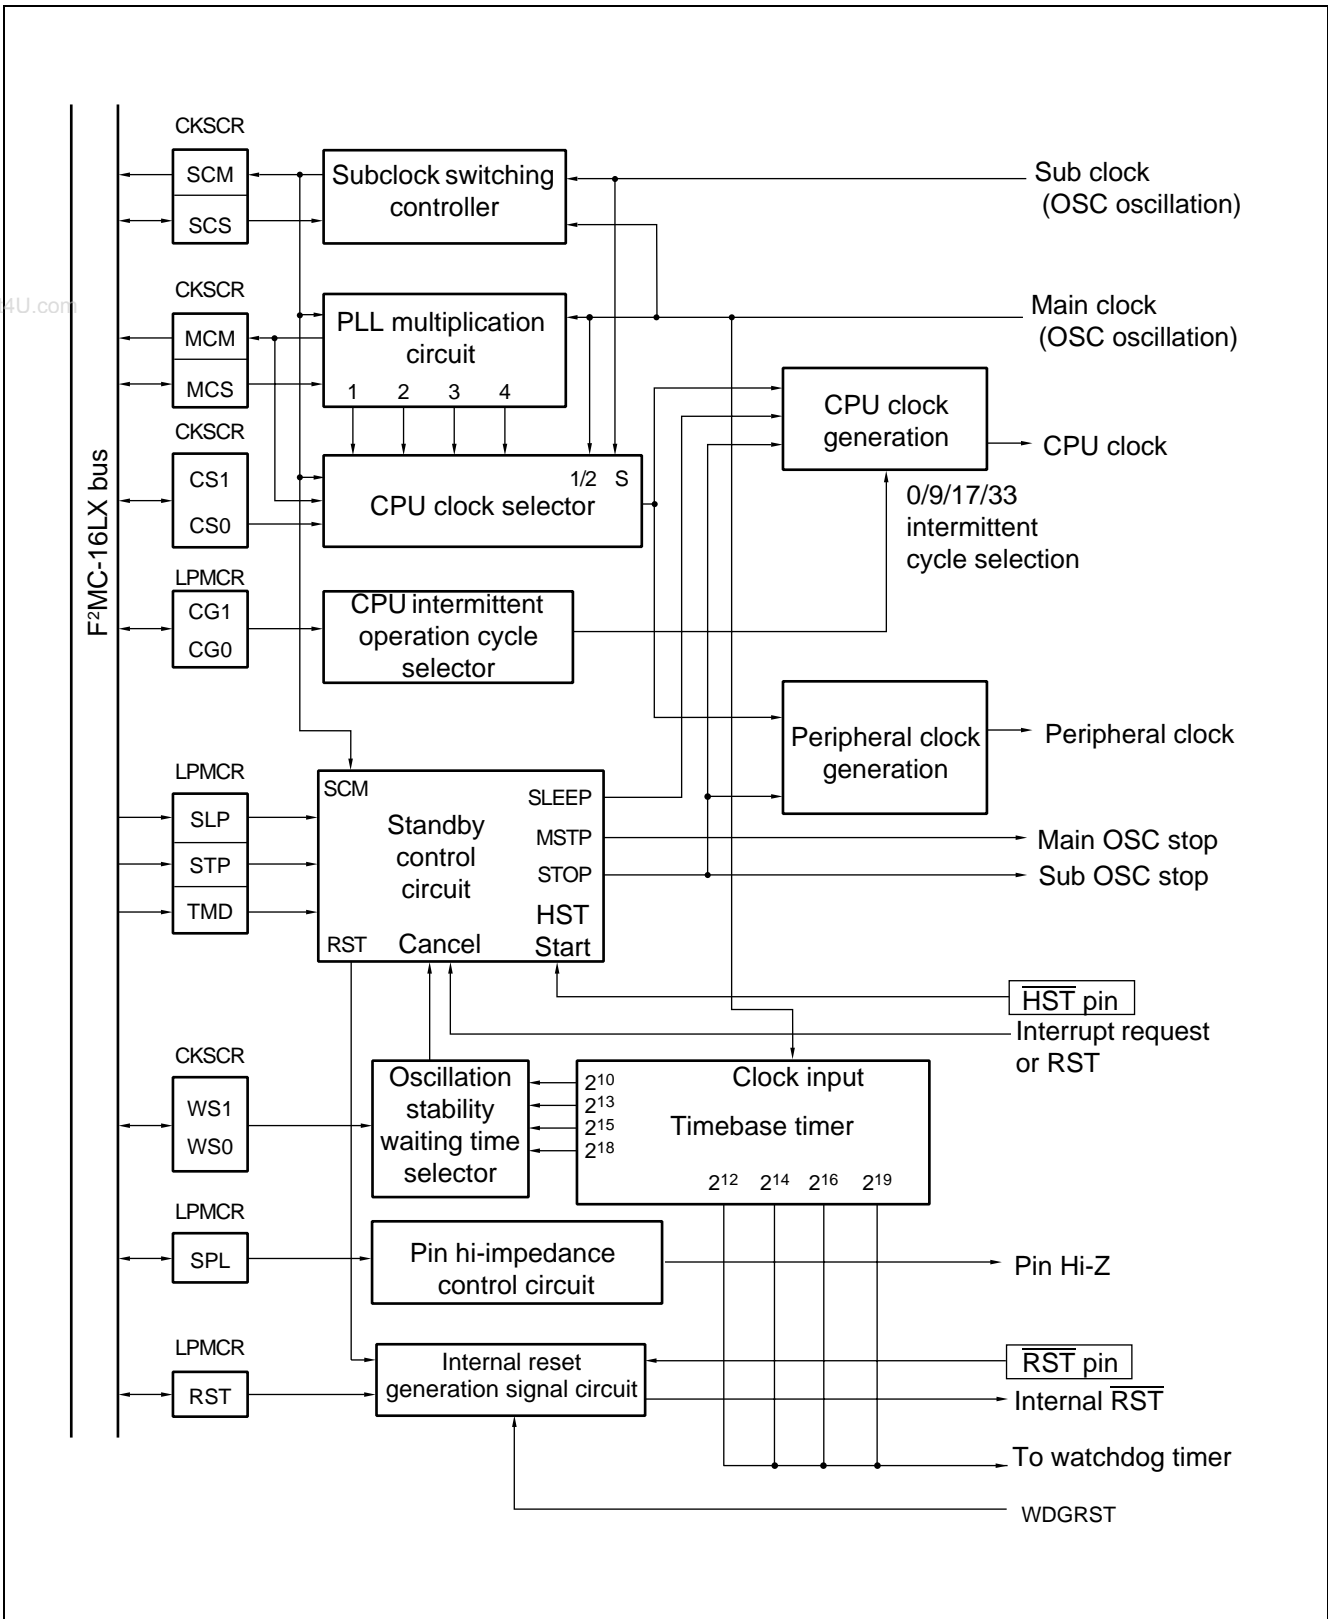 CKSCR
SCM
SCS
Subclock switching
controller
Sub clock
(OSC oscillation)
t4U.com
CKSCR
MCM
MCS
PLL multiplication
circuit
1 2 3 4
Main clock
(OSC oscillation)
CPU clock
generation
CPU clock
CKSCR
CS1
CS0
1/2 S
CPU clock selector
0/9/17/33
intermittent
cycle selection
F²MC-16LX bus
LPMCR
CG1
CG0
CPU intermittent
operation cycle
selector
Peripheral clock
generation
Peripheral clock
LPMCR
SLP
STP
TMD
SCM
Standby
control
circuit
SLEEP
MSTP
STOP
HST
Start
RST
Cancel
Main OSC stop
Sub OSC stop
H̅S̅T̅ pin
Interrupt request
or RST
CKSCR
WS1
WS0
Oscillation
stability
waiting time
selector
2¹⁰
2¹³
2¹⁵
2¹⁸
Clock input
Timebase timer
2¹² 2¹⁴ 2¹⁶ 2¹⁹
LPMCR
SPL
Pin hi-impedance
control circuit
Pin Hi-Z
LPMCR
RST
Internal reset
generation signal circuit
R̅S̅T̅ pin
Internal R̅S̅T̅
To watchdog timer
WDGRST